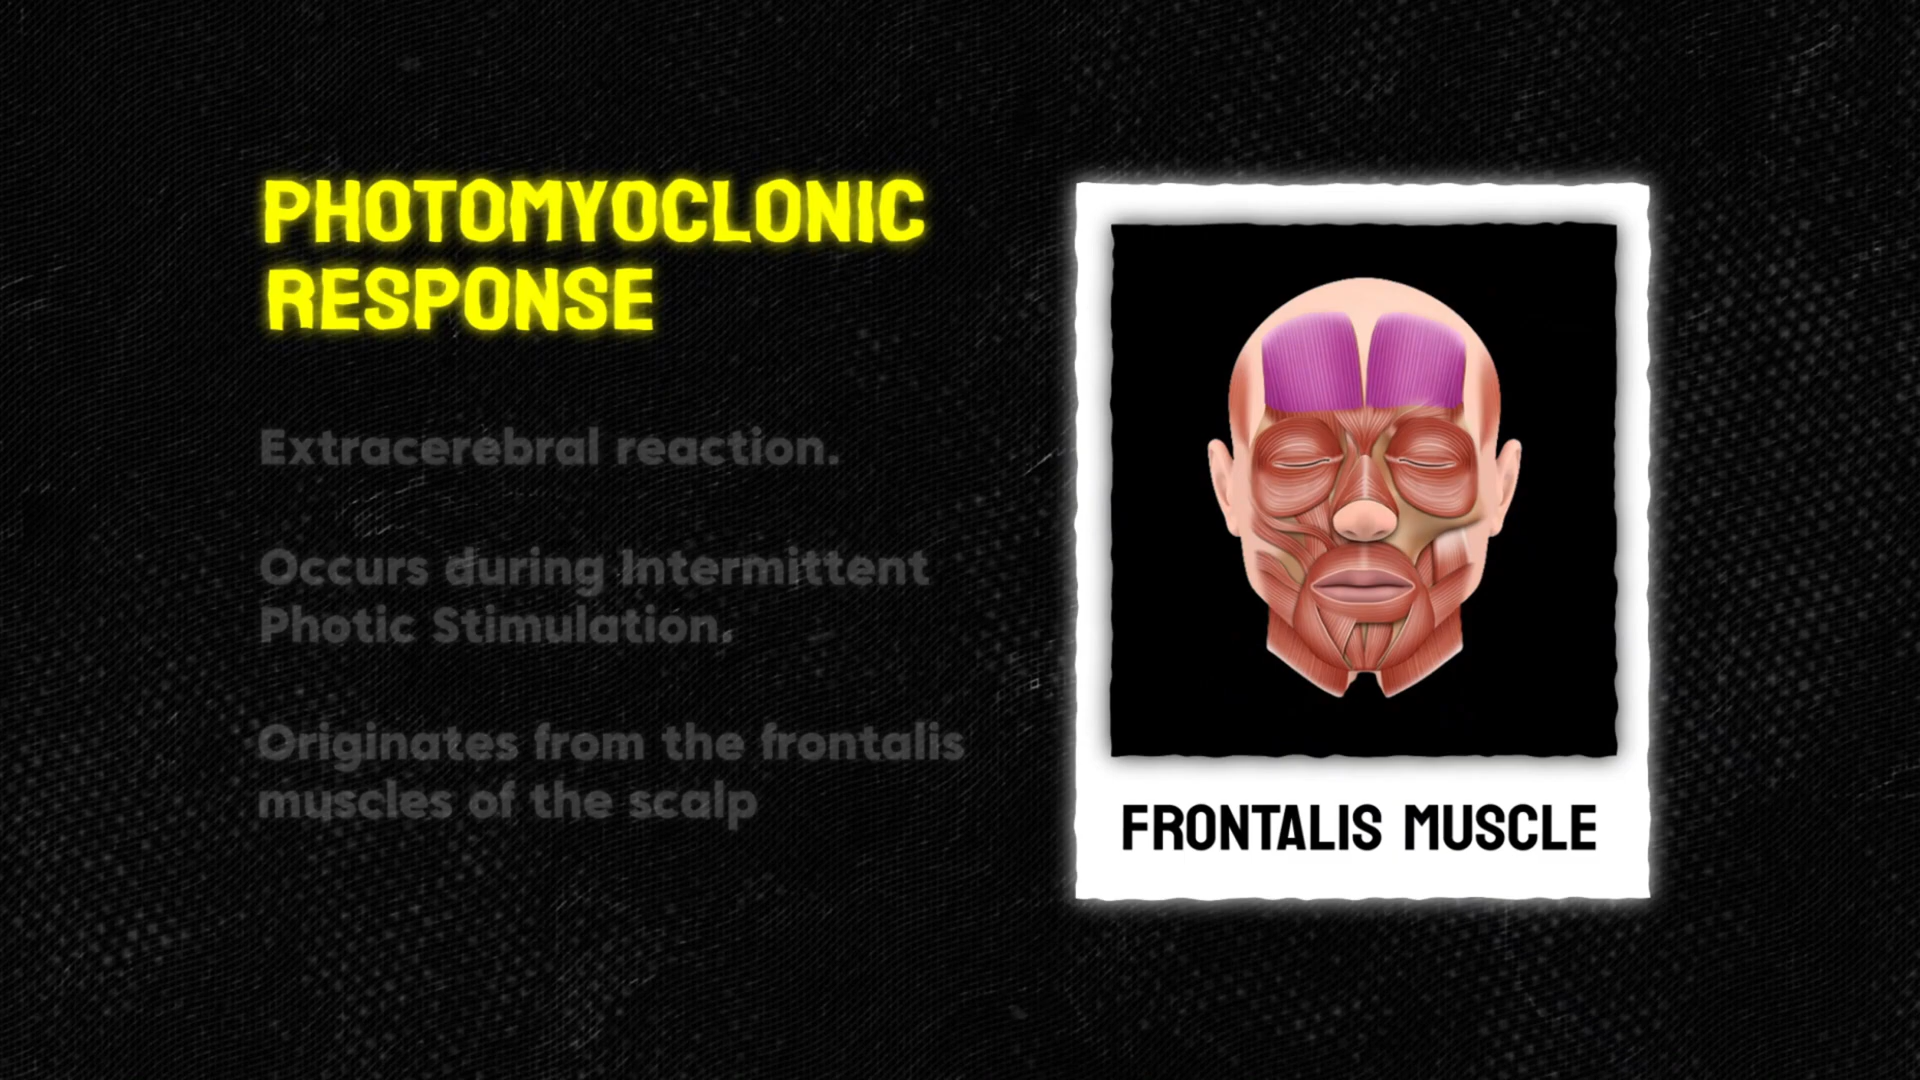 PHOTOMYOCLONIC
RESPONSE
Extracerebral reaction.
Occurs during Intermittent
Photic Stimulation.
Originates from the frontalis
muscles of the scalp
FRONTALIS MUSCLE